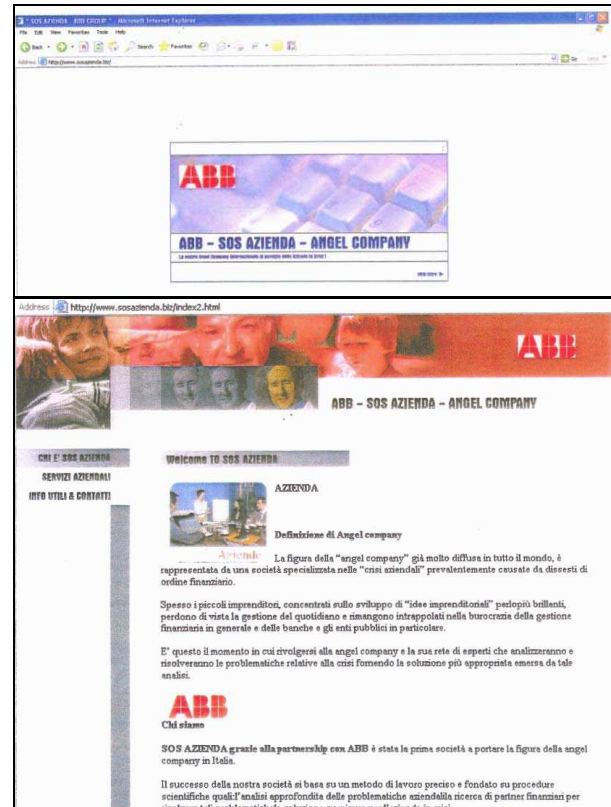 * SOS AZIENDA - ABB GROUP * - Microsoft Internet Explorer
File Edit View Favorites Tools Help
Back Search Favorites
Address http://www.sosazienda.biz/ Go
ABB
ABB - SOS AZIENDA - ANGEL COMPANY
Address http://www.sosazienda.biz/index2.html
ABB
ABB - SOS AZIENDA - ANGEL COMPANY
CHI E' SOS AZIENDA
SERVIZI AZIENDALI
INFO UTILI & CONTATTI
Welcome TO SOS AZIENDA
AZIENDA
Definizione di Angel company
Aziende
La figura della “angel company” già molto diffusa in tutto il mondo, è
rappresentata da una società specializzata nelle “crisi aziendali” prevalentemente causate da dissesti di
ordine finanziario.
Spesso i piccoli imprenditori, concentrati sullo sviluppo di “idee imprenditoriali” perlopiù brillanti,
perdono di vista la gestione del quotidiano e rimangono intrappolati nella burocrazia della gestione
finanziaria in generale e delle banche e gli enti pubblici in particolare.
E' questo il momento in cui rivolgersi alla angel company e la sua rete di esperti che analizzeranno e
risolveranno le problematiche relative alla crisi fornendo la soluzione più appropriata emersa da tale
analisi.
ABB
Chi siamo
SOS AZIENDA grazie alla partnership con ABB è stata la prima società a portare la figura della angel
company in Italia.
Il successo della nostra società si basa su un metodo di lavoro preciso e fondato su procedure
scientifiche quali:l'analisi approfondita delle problematiche aziendalila ricerca di partner finanziari per